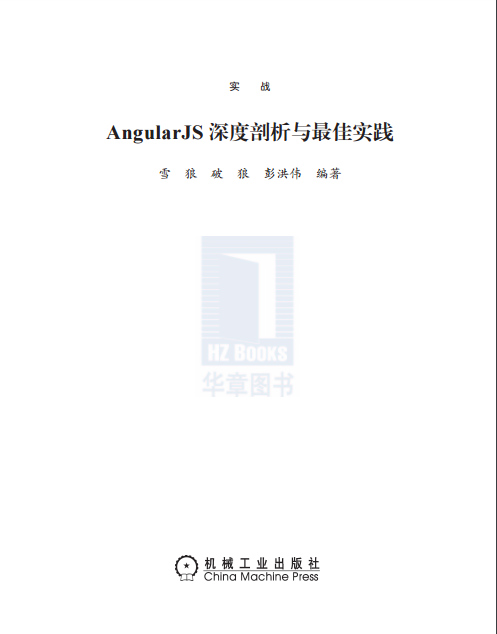 实 战
AngularJS 深度剖析与最佳实践
雪 狼 破 狼 彭洪伟 编著
HZ BOOKS
华章图书
机械工业出版社
China Machine Press